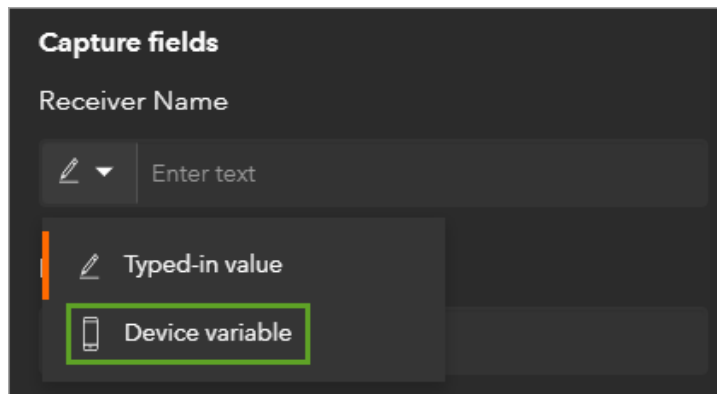 Capture fields
Receiver Name
Enter text
Typed-in value
Device variable